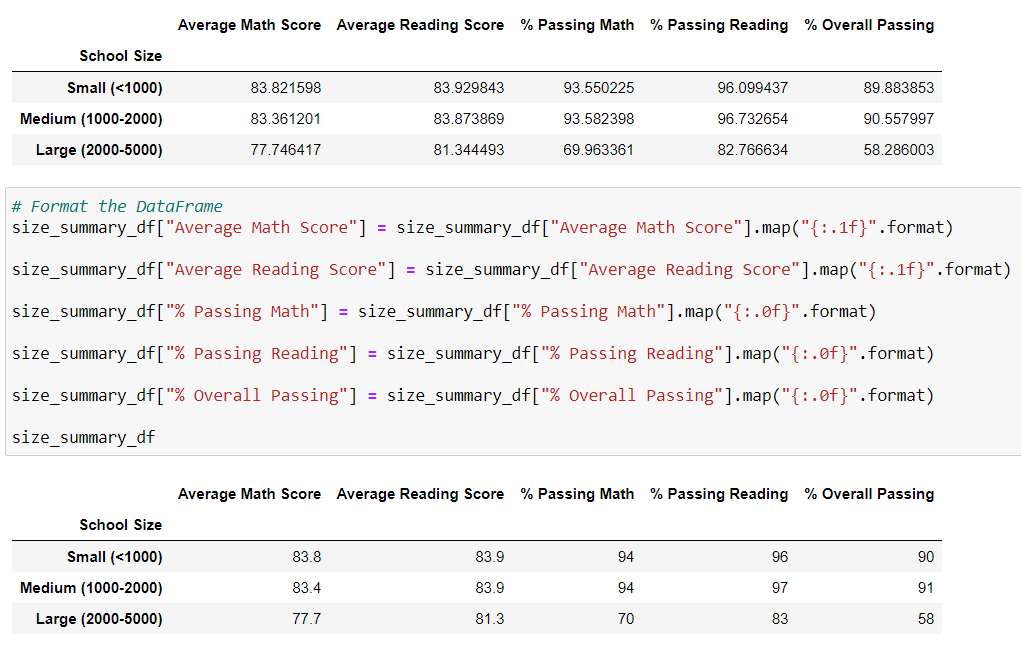 Average Math Score Average Reading Score % Passing Math % Passing Reading % Overall Passing
School Size
Small (<1000) 83.821598 83.929843 93.550225 96.099437 89.883853
Medium (1000-2000) 83.361201 83.873869 93.582398 96.732654 90.557997
Large (2000-5000) 77.746417 81.344493 69.963361 82.766634 58.286003
# Format the DataFrame
size_summary_df["Average Math Score"] = size_summary_df["Average Math Score"].map("{:.1f}".format)
size_summary_df["Average Reading Score"] = size_summary_df["Average Reading Score"].map("{:.1f}".format)
size_summary_df["% Passing Math"] = size_summary_df["% Passing Math"].map("{:.0f}".format)
size_summary_df["% Passing Reading"] = size_summary_df["% Passing Reading"].map("{:.0f}".format)
size_summary_df["% Overall Passing"] = size_summary_df["% Overall Passing"].map("{:.0f}".format)
size_summary_df
Average Math Score Average Reading Score % Passing Math % Passing Reading % Overall Passing
School Size
Small (<1000) 83.8 83.9 94 96 90
Medium (1000-2000) 83.4 83.9 94 97 91
Large (2000-5000) 77.7 81.3 70 83 58